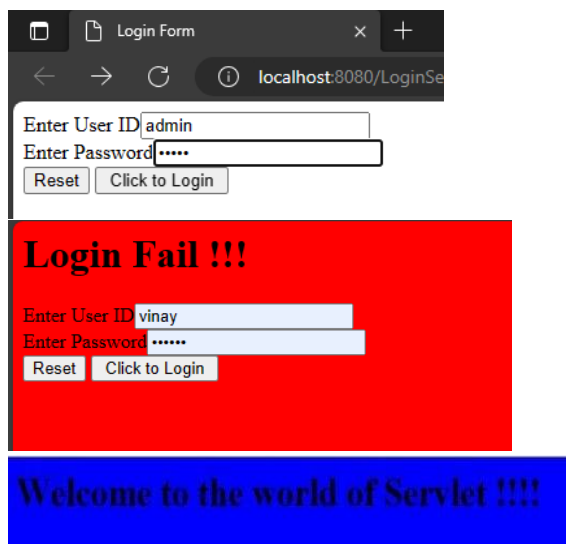 Login Form
localhost:8080/LoginSe
Enter User ID admin
Enter Password •••••
Reset Click to Login
Login Fail !!!
Enter User ID vinay
Enter Password ••••••
Reset Click to Login
Welcome to the world of Servlet !!!!